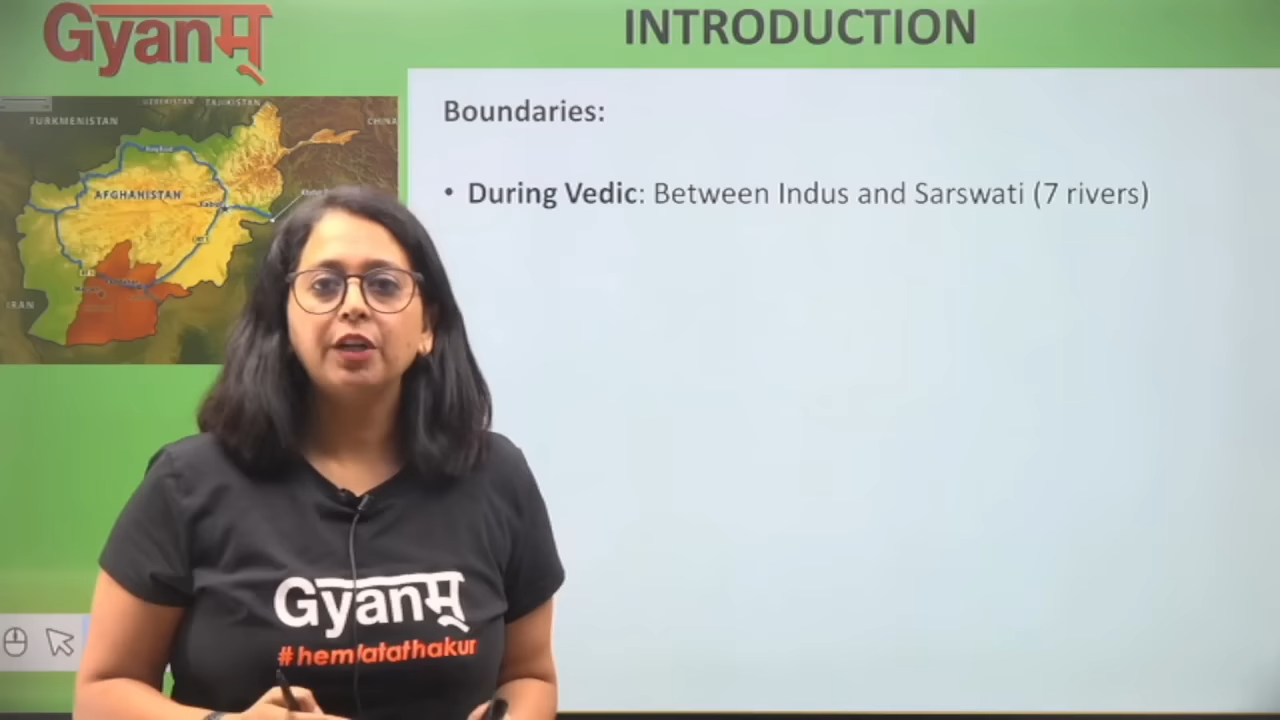 Gyanम्
INTRODUCTION
UZBEKISTAN TAJIKISTAN
TURKMENISTAN
CHINA
AFGHANISTAN
Kabul
IRAN
Boundaries:
• During Vedic: Between Indus and Sarswati (7 rivers)
Gyanम्
#hemlatathakur